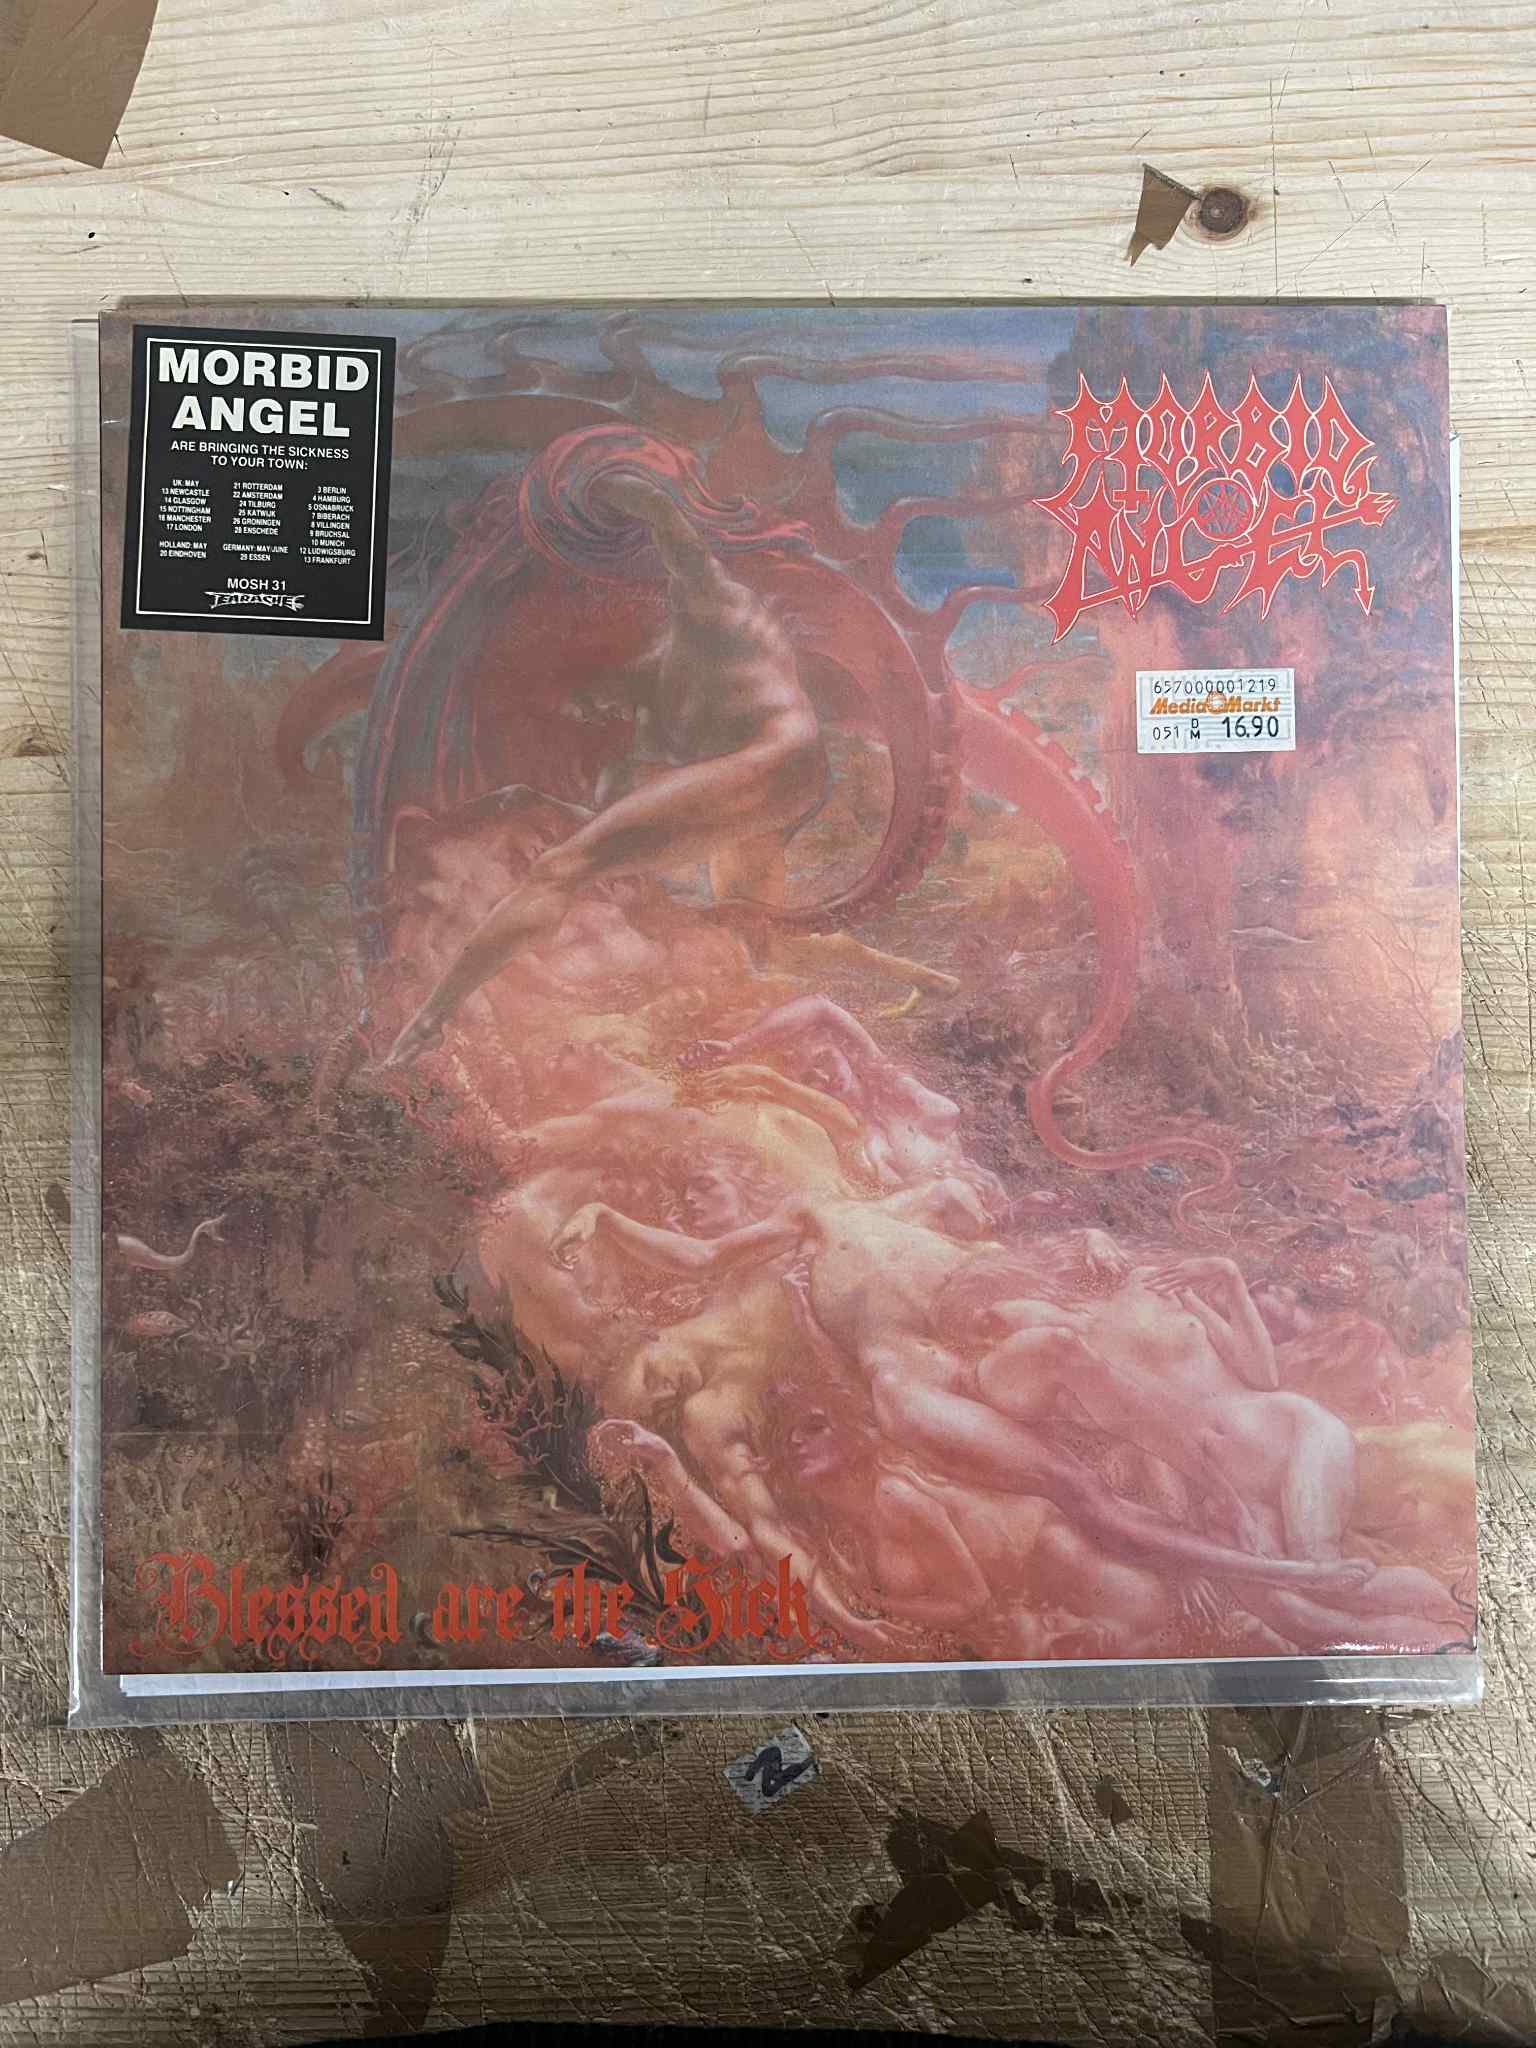 MORBID
ANGEL
ARE BRINGING THE SICKNESS
TO YOUR TOWN:
UK: MAY
13 NEWCASTLE
14 GLASGOW
15 NOTTINGHAM
16 MANCHESTER
17 LONDON
HOLLAND: MAY
20 EINDHOVEN
21 ROTTERDAM
22 AMSTERDAM
24 TILBURG
25 KATWIJK
26 GRONINGEN
28 ENSCHEDE
GERMANY: MAY/JUNE
29 ESSEN
3 BERLIN
4 HAMBURG
5 OSNABRUCK
7 BIBERACH
8 VILLINGEN
9 BRUCHSAL
10 MUNICH
12 LUDWIGSBURG
13 FRANKFURT
MOSH 31
EARACHE
MORBID
ANGEL
657000001219
Media Markt
051 DM 16.90
Blessed are the Sick